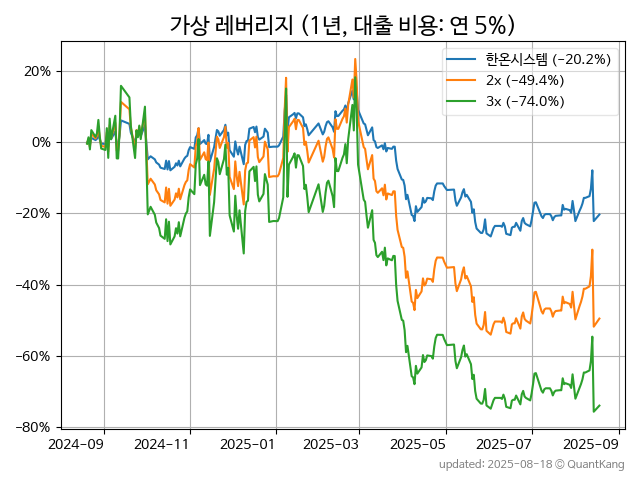 가상 레버리지 (1년, 대출 비용: 연 5%)
한온시스템 (−20.2%)
2x (−49.4%)
3x (−74.0%)
20%
0%
−20%
−40%
−60%
−80%
2024-09 2024-11 2025-01 2025-03 2025-05 2025-07 2025-09
updated: 2025-08-18 © QuantKang